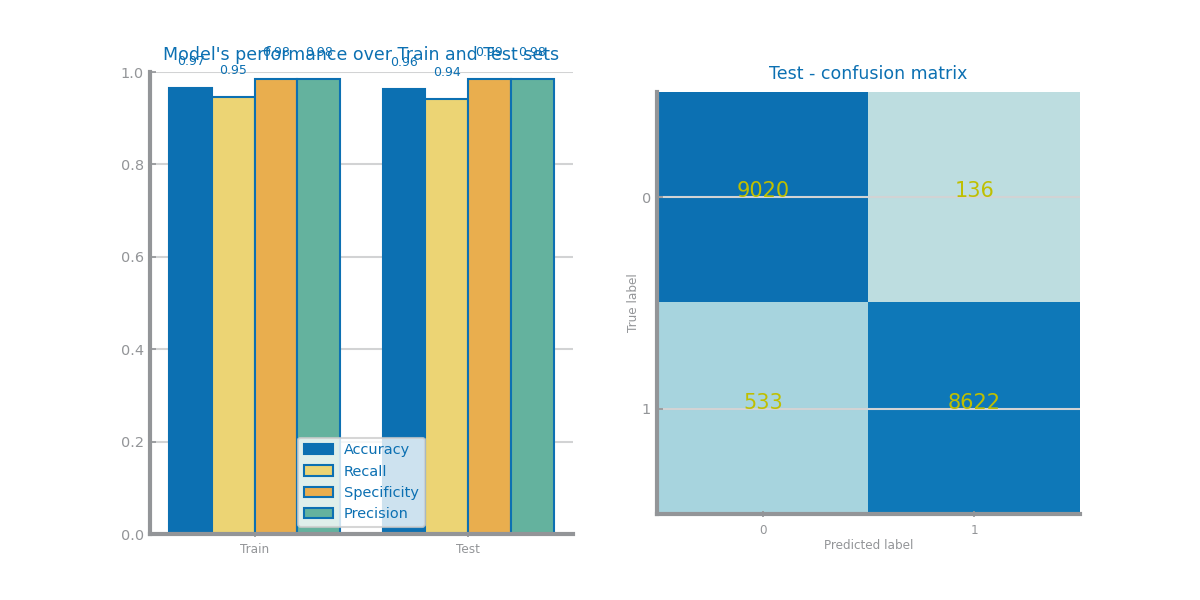 Model's performance over Train and Test sets
0.97
0.95
0.98
0.98
0.96
0.94
0.99
0.98
1.0
0.8
0.6
0.4
0.2
0.0
Accuracy
Recall
Specificity
Precision
Train
Test
Test - confusion matrix
True label
0
1
9020
136
533
8622
0
1
Predicted label